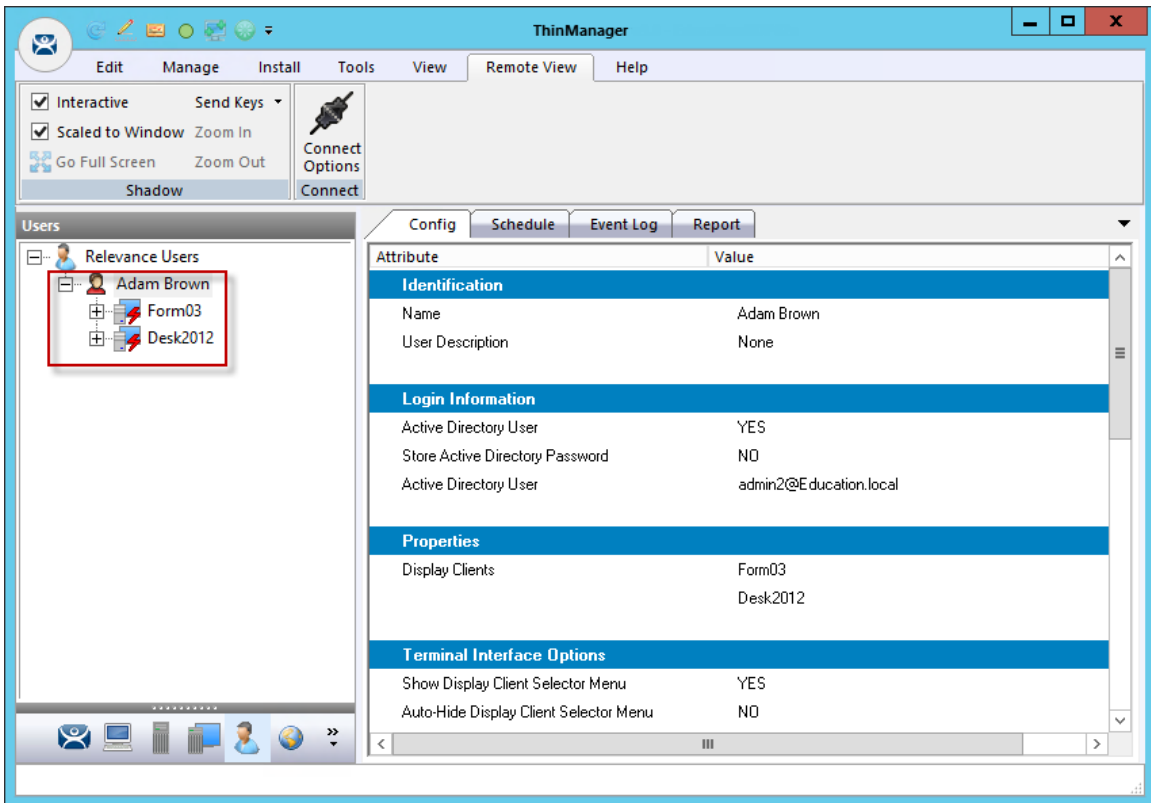 ThinManager
Edit Manage Install Tools View Remote View Help
Interactive Send Keys
Scaled to Window Zoom In
Go Full Screen Zoom Out
Connect Options
Shadow Connect
Users
Config Schedule Event Log Report
Relevance Users
Adam Brown
Form03
Desk2012
Attribute Value
Identification
Name Adam Brown
User Description None
Login Information
Active Directory User YES
Store Active Directory Password NO
Active Directory User admin2@Education.local
Properties
Display Clients Form03
Desk2012
Terminal Interface Options
Show Display Client Selector Menu YES
Auto-Hide Display Client Selector Menu NO